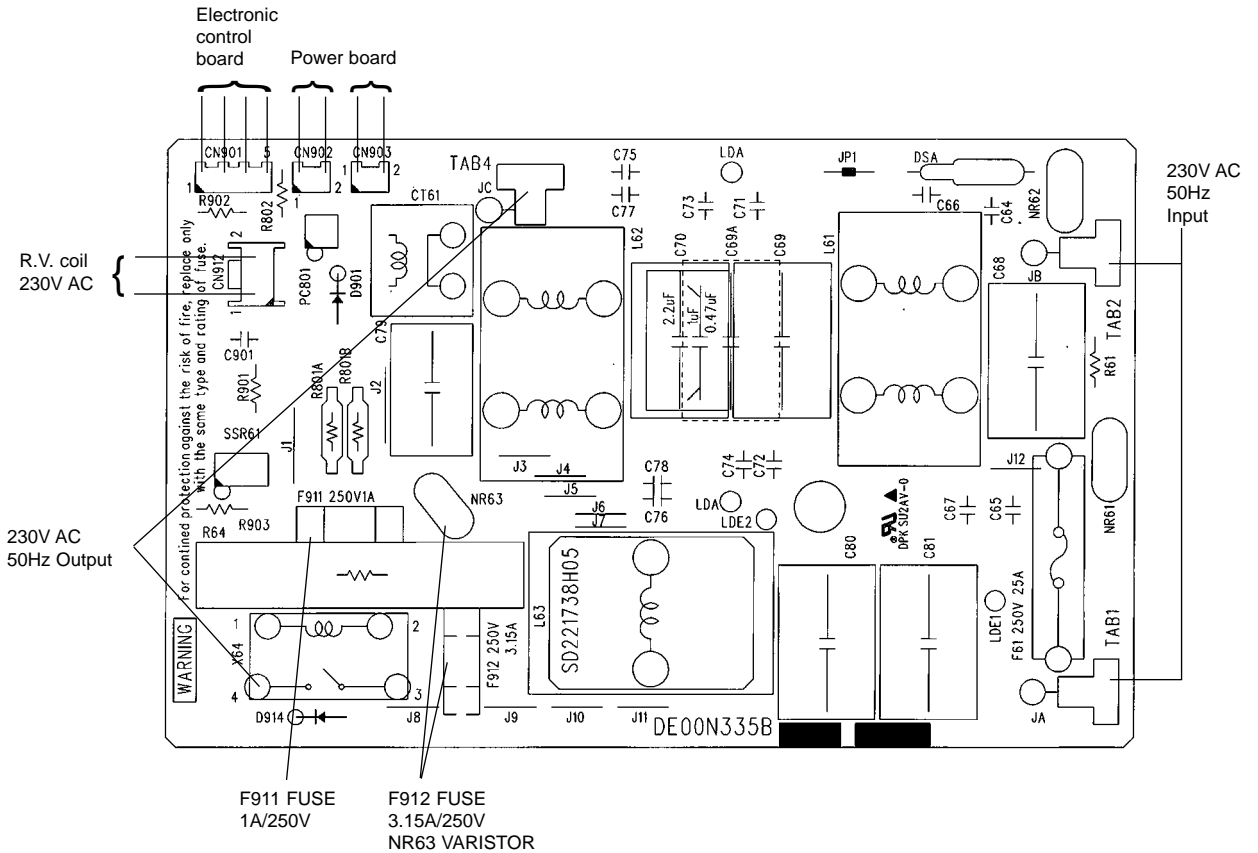 Electronic
control
board
Power board
CN901
5
1
CN902
1
2
CN903
1
2
TAB4
JC
C75
C77
LDA
JP1
DSA
C66
C64
NR62
230V AC
50Hz
Input
R902
R802
CT61
C73
C71
L62
C70
C69A
C69
L61
C68
JB
TAB2
R.V. coil
230V AC
2
CN912
1
PC801
D901
2.2uF
1uF
0.47uF
C79
C901
R901
R801A
R801B
J2
R61
For contined protection against the risk of fire, replace only
with the same type and rating of fuse.
SSR61
J1
J3
J4
J5
J6
J7
C78
C76
C74
C72
J12
LDA
LDE2
C67
C65
NR61
DPK SU2AV-0
F911 250V1A
NR63
R903
R64
230V AC
50Hz Output
L63
SD221738H05
C80
C81
LDE1
F61 250V 25A
TAB1
JA
WARNING
X64
1
2
4
3
F912 250V
3.15A
D914
J8
J9
J10
J11
DE00N335B
F911 FUSE
1A/250V
F912 FUSE
3.15A/250V
NR63 VARISTOR